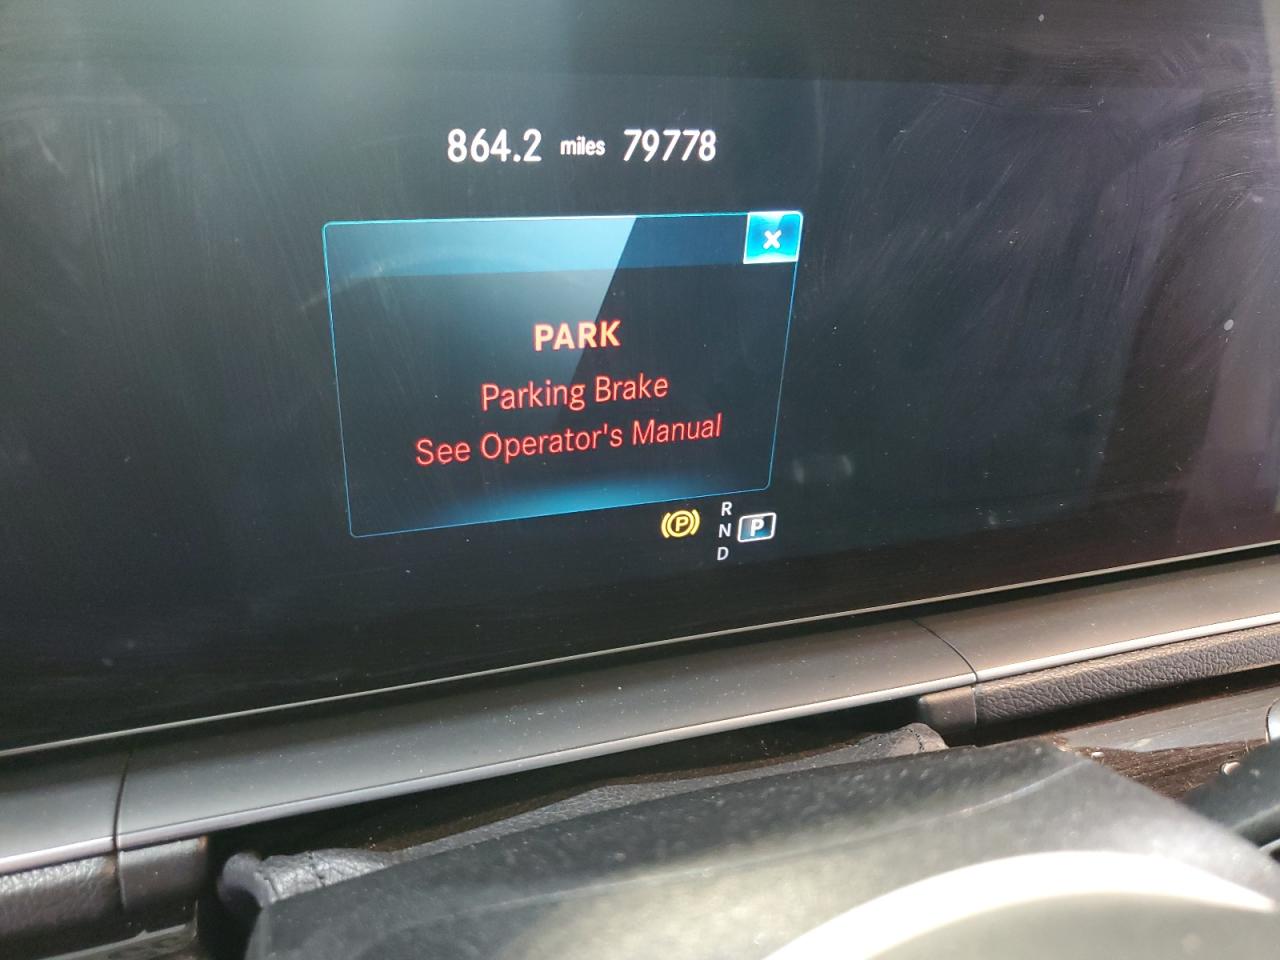 864.2 miles 79778
×
PARK
Parking Brake
See Operator's Manual
R
N
D
P
P